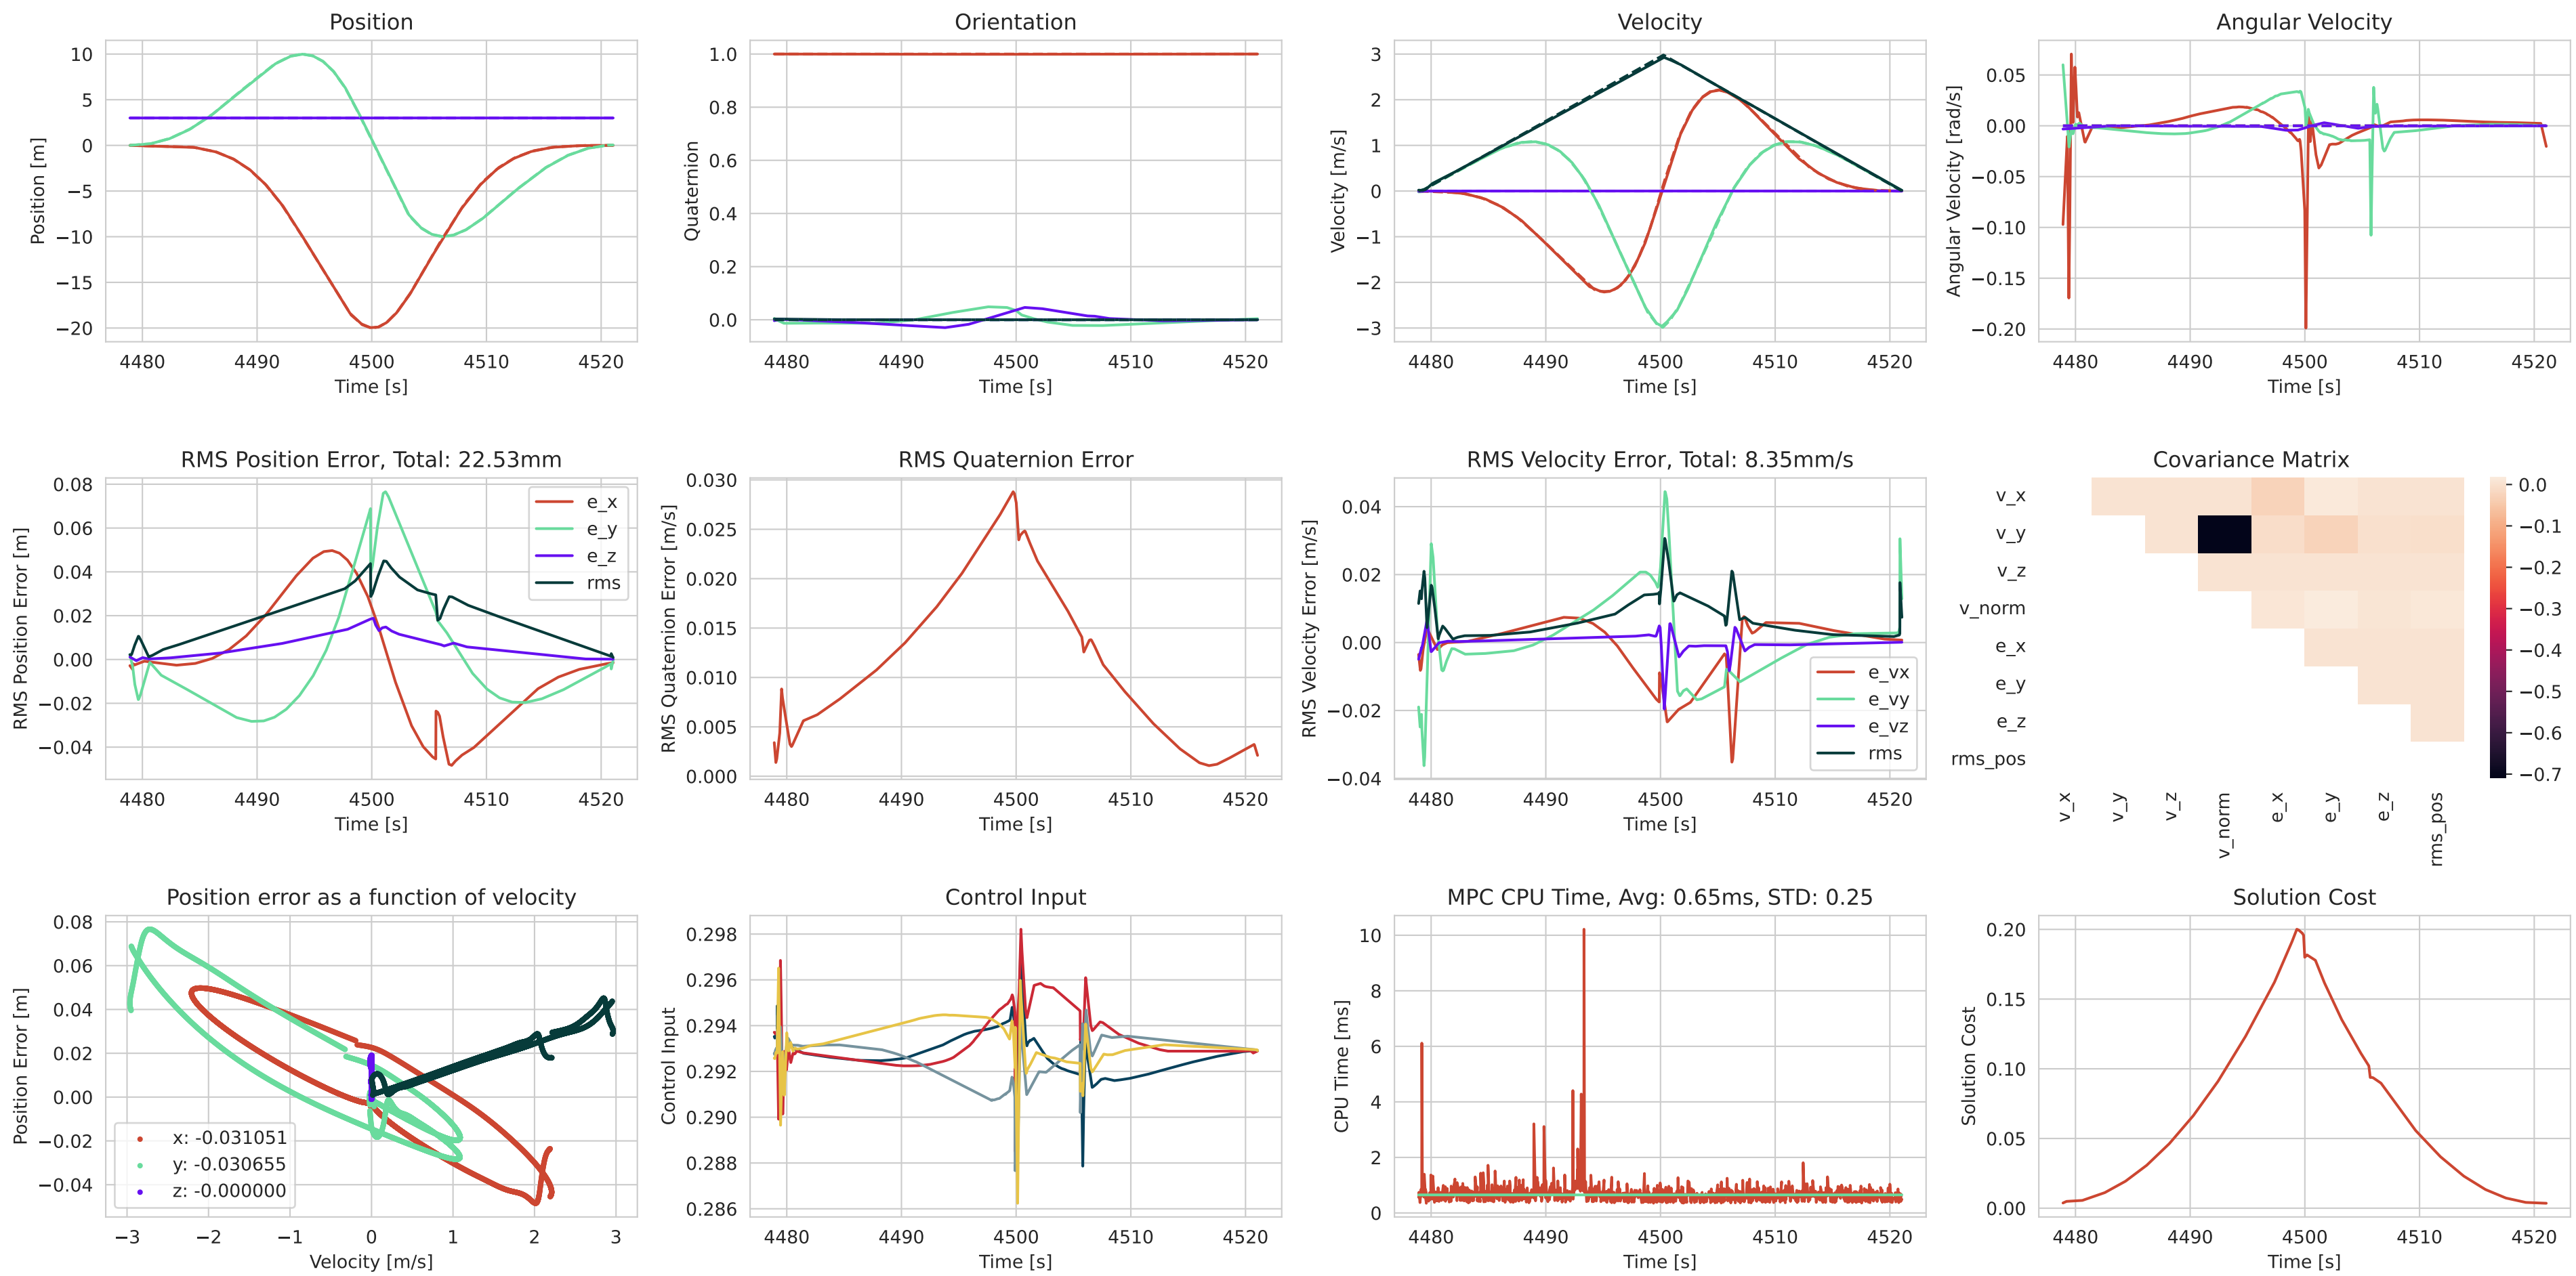 Position
Position [m]
10
5
0
−5
−10
−15
−20
4480 4490 4500 4510 4520
Time [s]
Orientation
Quaternion
1.0
0.8
0.6
0.4
0.2
0.0
4480 4490 4500 4510 4520
Time [s]
Velocity
Velocity [m/s]
3
2
1
0
−1
−2
−3
4480 4490 4500 4510 4520
Time [s]
Angular Velocity
Angular Velocity [rad/s]
0.05
0.00
−0.05
−0.10
−0.15
−0.20
4480 4490 4500 4510 4520
Time [s]
RMS Position Error, Total: 22.53mm
RMS Position Error [m]
0.08
0.06
0.04
0.02
0.00
−0.02
−0.04
e_x
e_y
e_z
rms
4480 4490 4500 4510 4520
Time [s]
RMS Quaternion Error
RMS Quaternion Error [m/s]
0.030
0.025
0.020
0.015
0.010
0.005
0.000
4480 4490 4500 4510 4520
Time [s]
RMS Velocity Error, Total: 8.35mm/s
RMS Velocity Error [m/s]
0.04
0.02
0.00
−0.02
−0.04
e_vx
e_vy
e_vz
rms
4480 4490 4500 4510 4520
Time [s]
Covariance Matrix
v_x
v_y
v_z
v_norm
e_x
e_y
e_z
rms_pos
v_x
v_y
v_z
v_norm
e_x
e_y
e_z
rms_pos
0.0
−0.1
−0.2
−0.3
−0.4
−0.5
−0.6
−0.7
Position error as a function of velocity
Position Error [m]
0.08
0.06
0.04
0.02
0.00
−0.02
−0.04
x: -0.031051
y: -0.030655
z: -0.000000
−3 −2 −1 0 1 2 3
Velocity [m/s]
Control Input
Control Input
0.298
0.296
0.294
0.292
0.290
0.288
0.286
4480 4490 4500 4510 4520
Time [s]
MPC CPU Time, Avg: 0.65ms, STD: 0.25
CPU Time [ms]
10
8
6
4
2
0
4480 4490 4500 4510 4520
Time [s]
Solution Cost
Solution Cost
0.20
0.15
0.10
0.05
0.00
4480 4490 4500 4510 4520
Time [s]